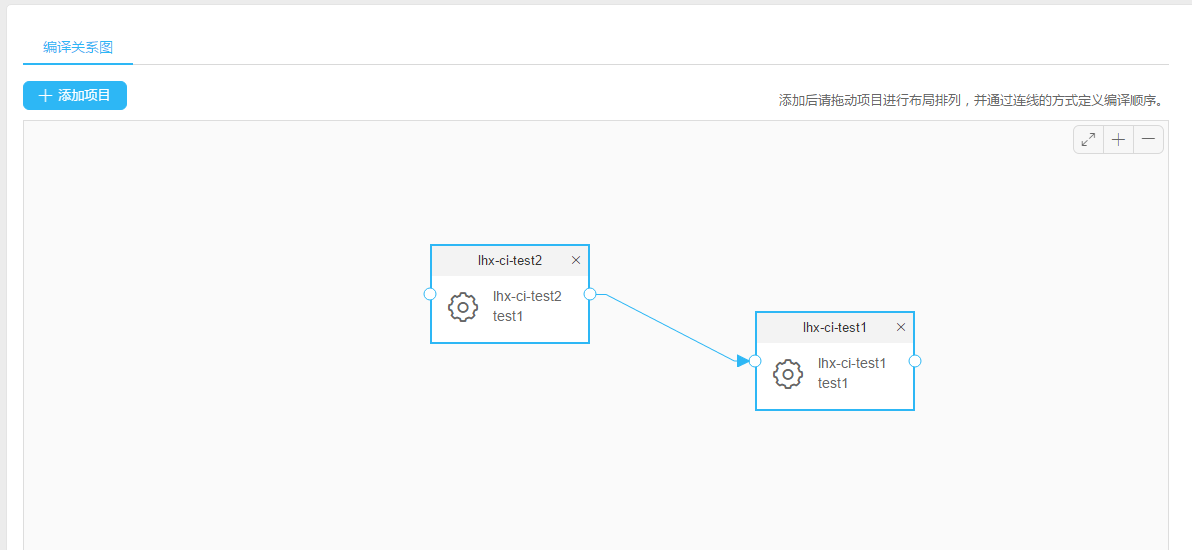 编译关系图
添加项目
添加后请拖动项目进行布局排列，并通过连线的方式定义编译顺序。
lhx-ci-test2
lhx-ci-test2
test1
lhx-ci-test1
lhx-ci-test1
test1